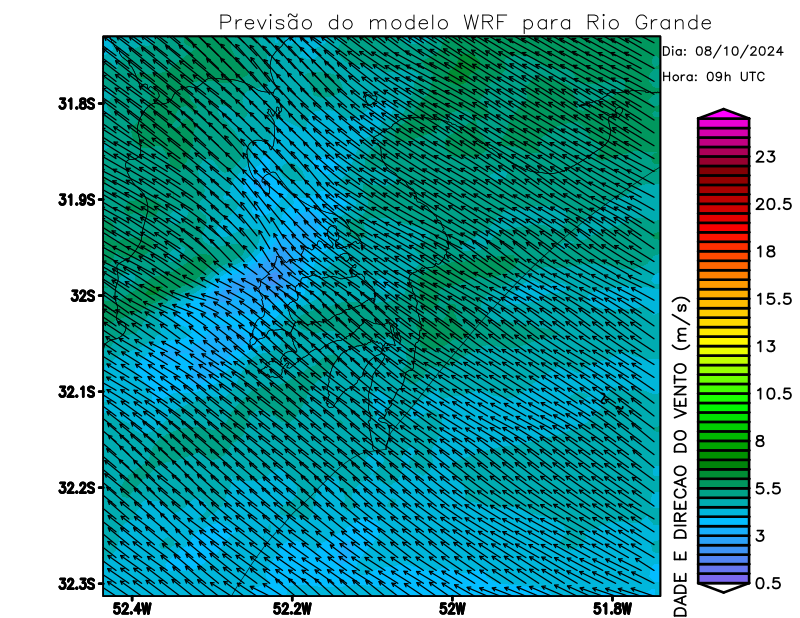 Previsão do modelo WRF para Rio Grande
Dia: 08/10/2024
Hora: 09h UTC
31.8S
31.9S
32S
32.1S
32.2S
32.3S
52.4W
52.2W
52W
51.8W
DADE E DIRECAO DO VENTO (m/s)
23
20.5
18
15.5
13
10.5
8
5.5
3
0.5